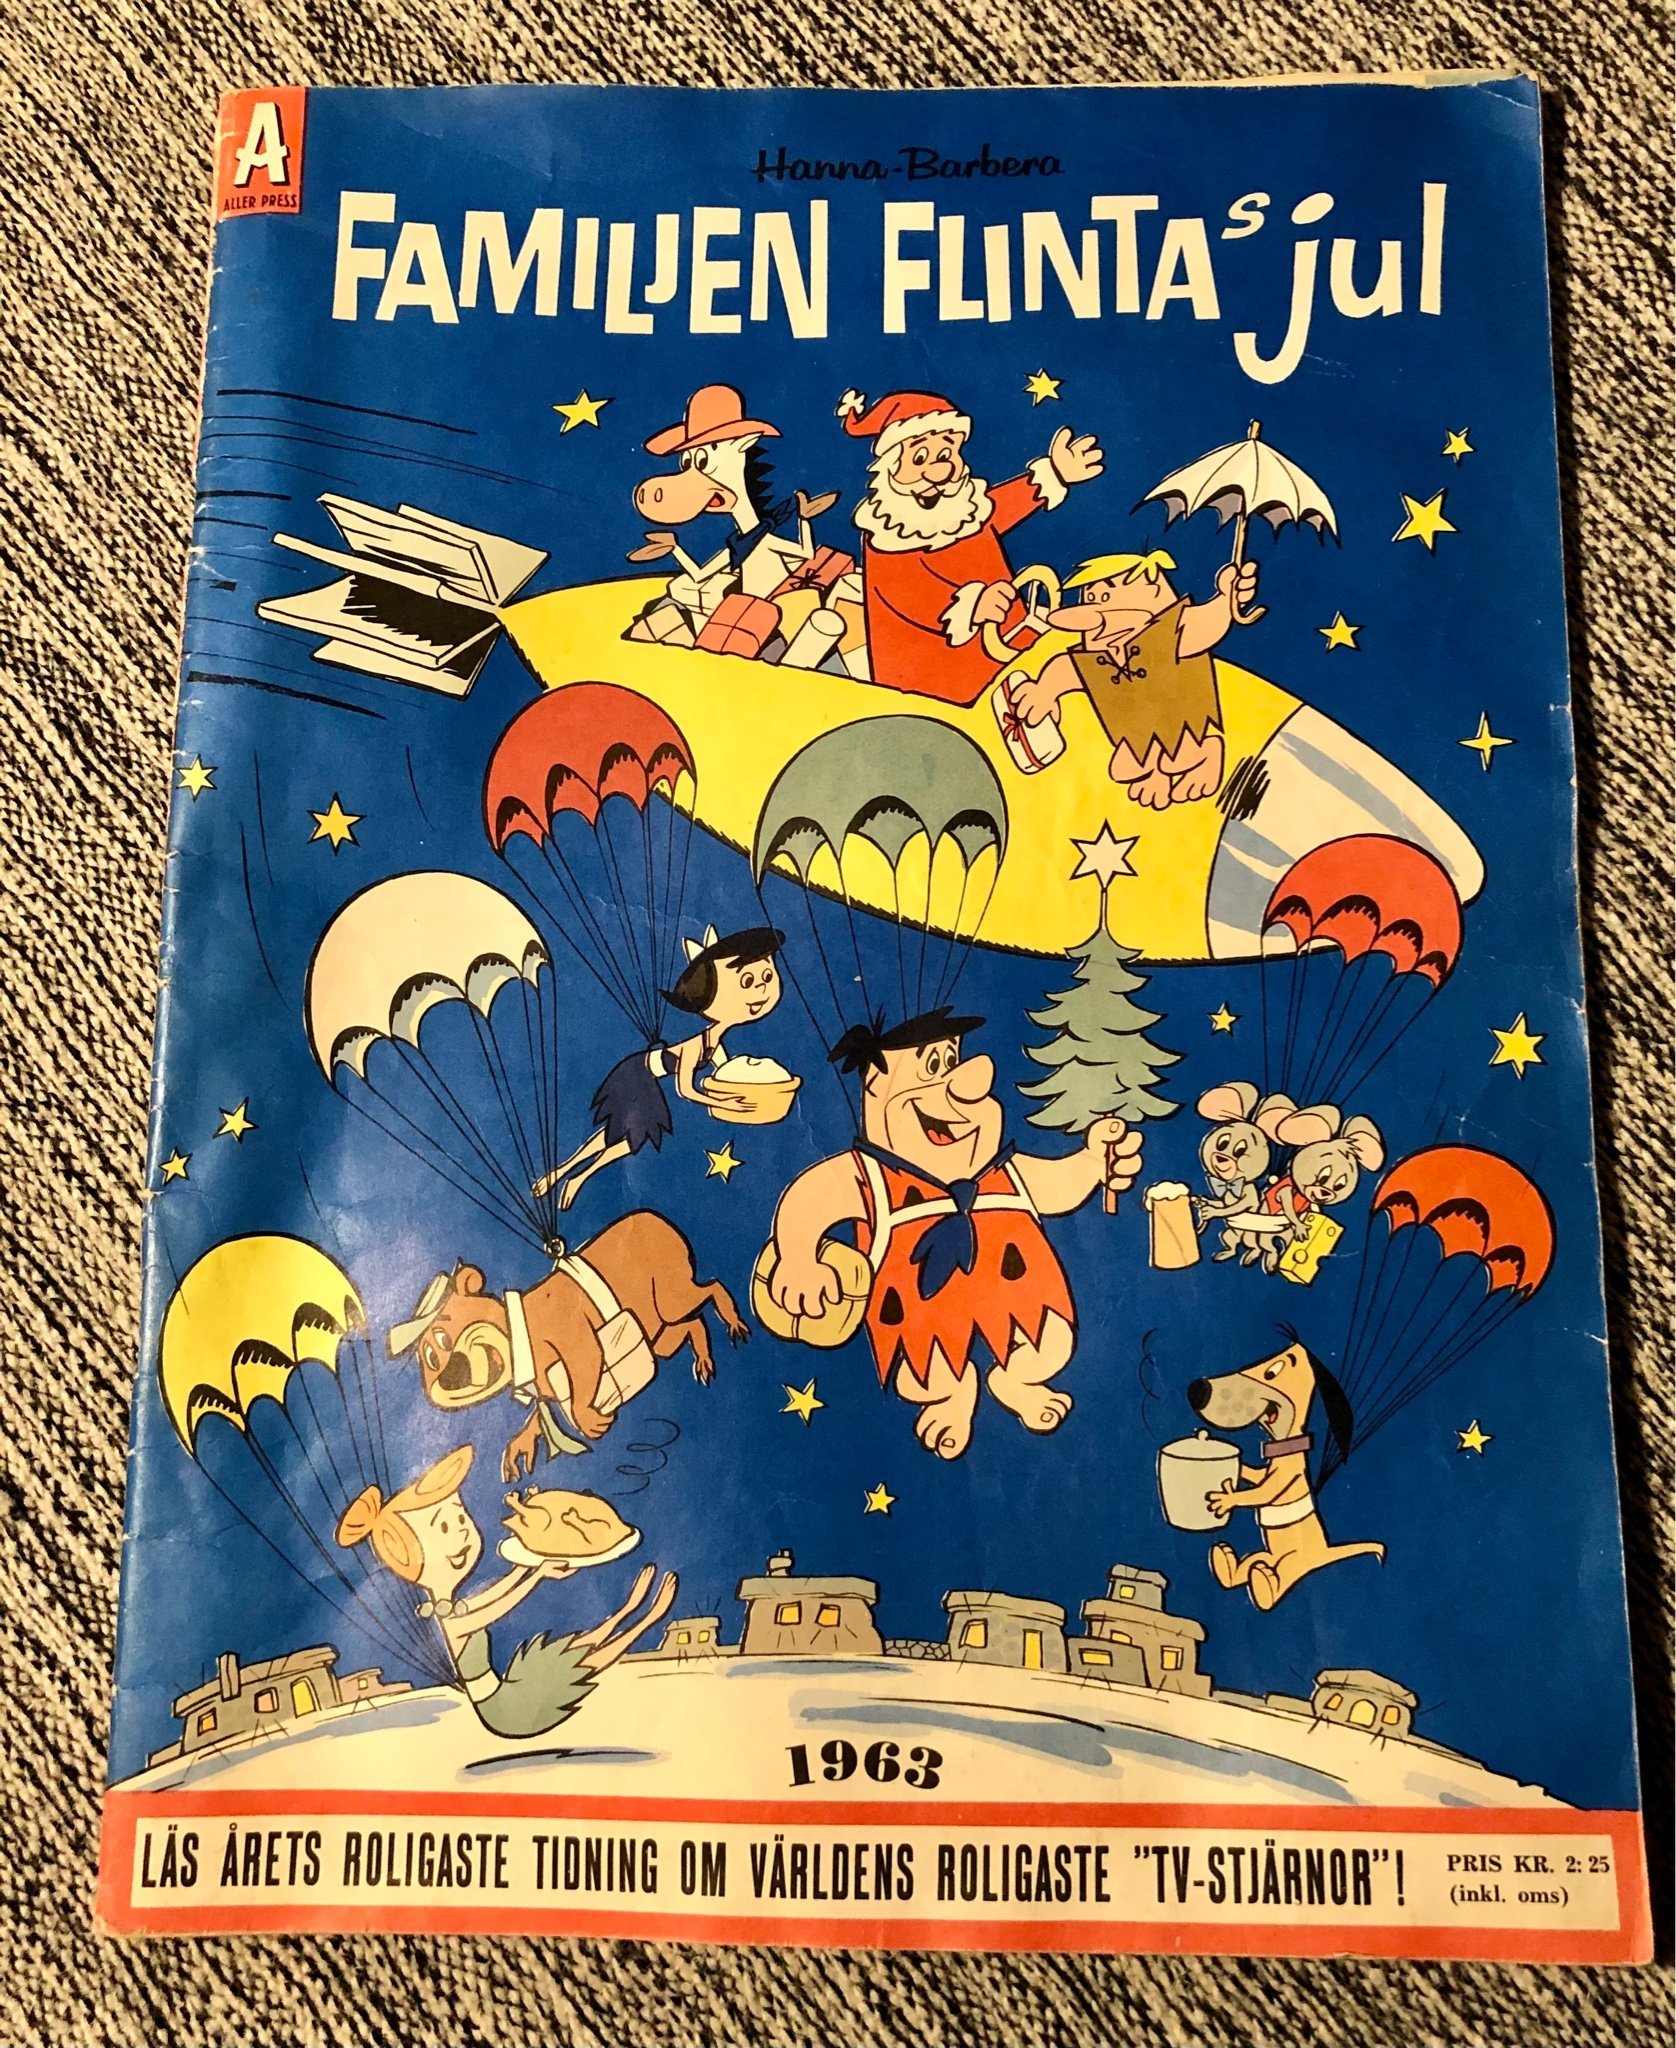 A
ALLER PRESS
Hanna-Barbera
FAMILJEN FLINTAs jul
1963
LÄS ÅRETS ROLIGASTE TIDNING OM VÄRLDENS ROLIGASTE "TV-STJÄRNOR"!
PRIS KR. 2:25
(inkl. oms)